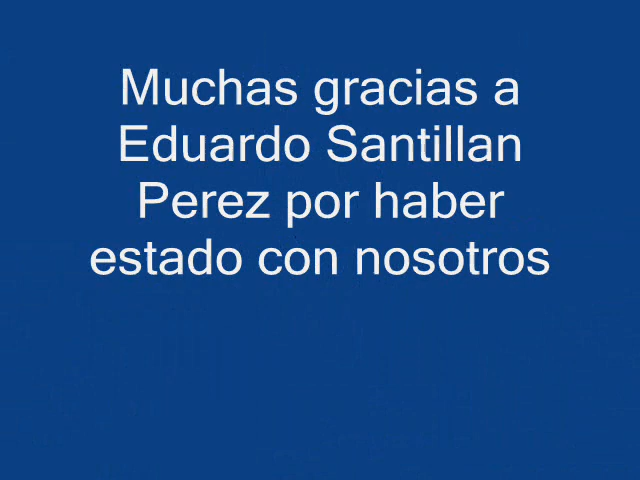 Muchas gracias a
Eduardo Santillan
Perez por haber
estado con nosotros